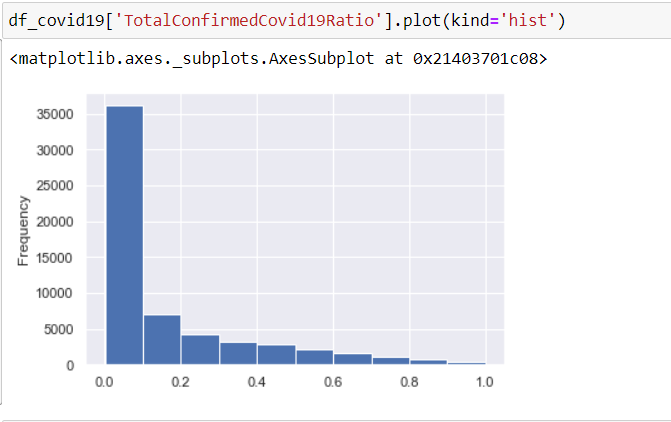 df_covid19['TotalConfirmedCovid19Ratio'].plot(kind='hist')
<matplotlib.axes._subplots.AxesSubplot at 0x21403701c08>
35000
30000
25000
20000
15000
10000
5000
0
Frequency
0.0 0.2 0.4 0.6 0.8 1.0